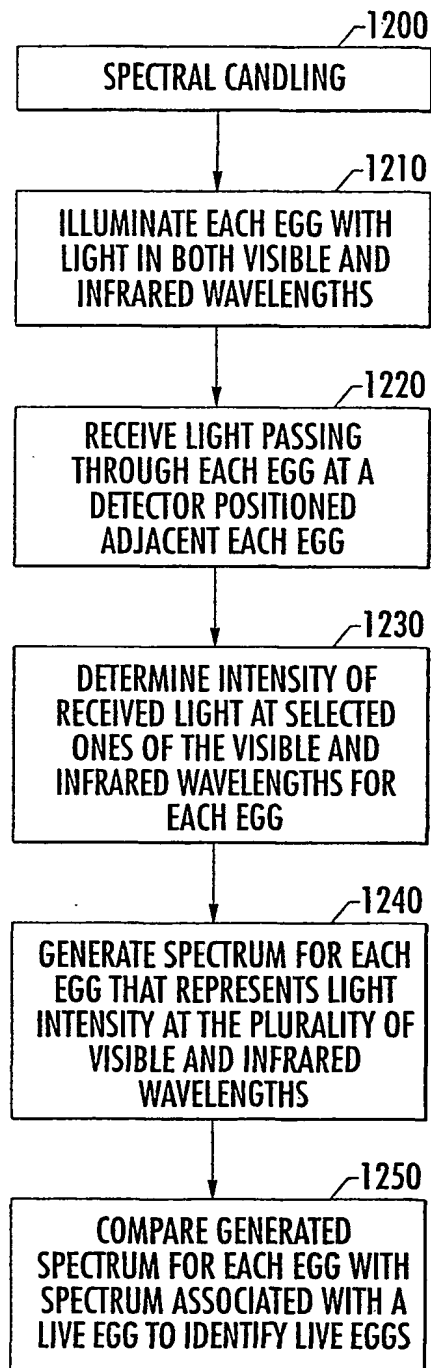 1200
SPECTRAL CANDLING
1210
ILLUMINATE EACH EGG WITH
LIGHT IN BOTH VISIBLE AND
INFRARED WAVELENGTHS
1220
RECEIVE LIGHT PASSING
THROUGH EACH EGG AT A
DETECTOR POSITIONED
ADJACENT EACH EGG
1230
DETERMINE INTENSITY OF
RECEIVED LIGHT AT SELECTED
ONES OF THE VISIBLE AND
INFRARED WAVELENGTHS FOR
EACH EGG
1240
GENERATE SPECTRUM FOR EACH
EGG THAT REPRESENTS LIGHT
INTENSITY AT THE PLURALITY OF
VISIBLE AND INFRARED
WAVELENGTHS
1250
COMPARE GENERATED
SPECTRUM FOR EACH EGG WITH
SPECTRUM ASSOCIATED WITH A
LIVE EGG TO IDENTIFY LIVE EGGS